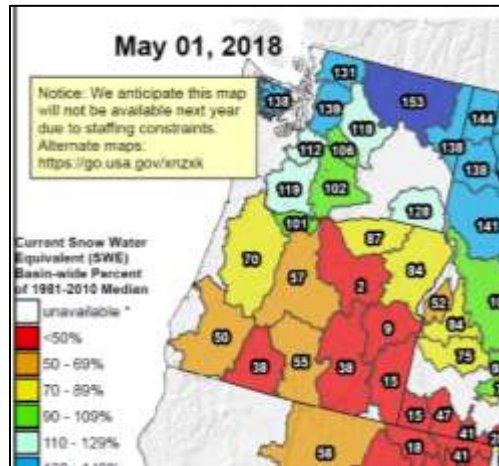 May 01, 2018
Notice: We anticipate this map
will not be available next year
due to staffing constraints.
Alternate maps:
https://go.usa.gov/xnzxk
131
138
139
153
118
144
112
106
138
138
119
102
128
101
141
87
70
57
2
84
52
9
94
50
38
55
38
15
75
15
47
41
18
41
58
Current Snow Water
Equivalent (SWE)
Basin-wide Percent
of 1981-2010 Median
unavailable *
<50%
50 - 69%
70 - 89%
90 - 109%
110 - 129%